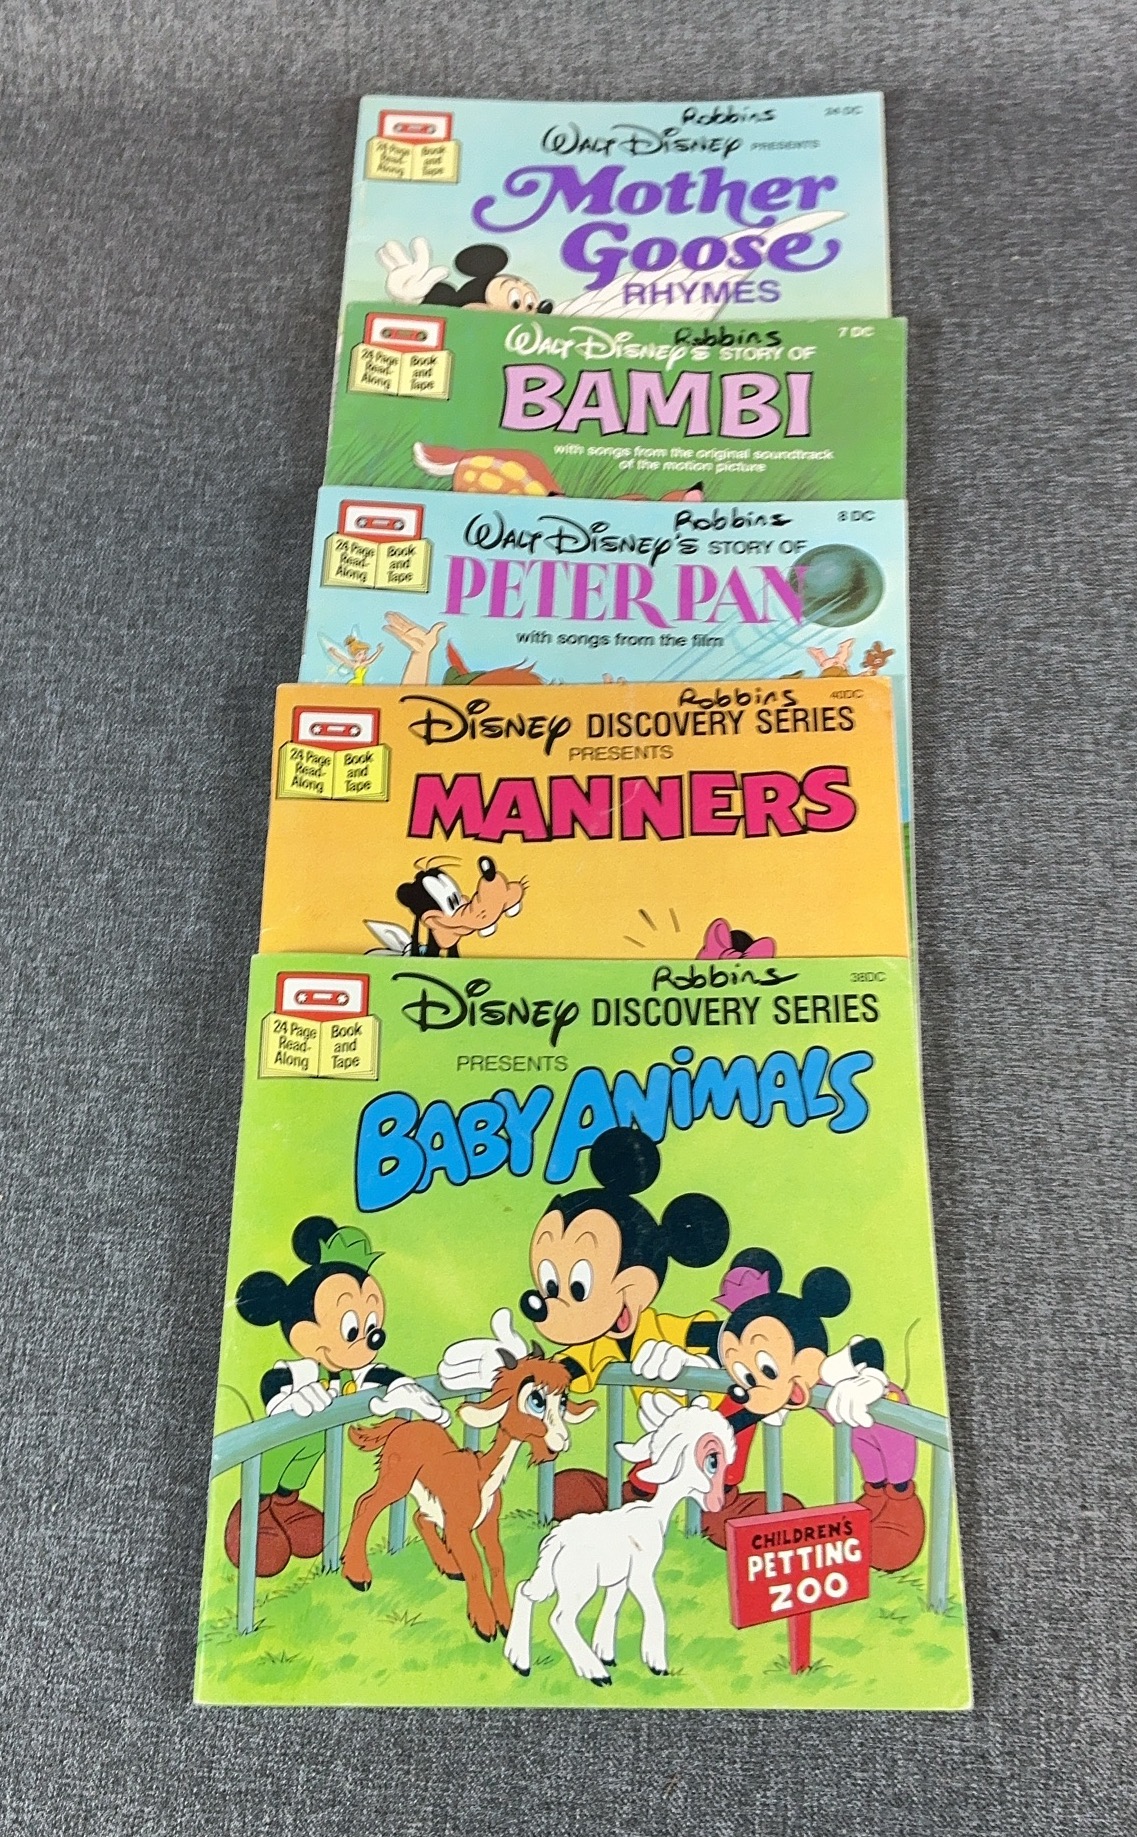 Robbins
24 DC
24 Page Book
Read- and
Along Tape
Walt Disney PRESENTS
Mother
Goose
RHYMES
Robbins
7 DC
24 Page Book
Read- and
Along Tape
Walt Disney's STORY OF
BAMBI
with songs from the original soundtrack
of the motion picture
Robbins
8 DC
24 Page Book
Read- and
Along Tape
Walt Disney's STORY OF
PETER PAN
with songs from the film
Robbins
40DC
24 Page Book
Read- and
Along Tape
Disney DISCOVERY SERIES
PRESENTS
MANNERS
Robbins
38DC
24 Page Book
Read- and
Along Tape
Disney DISCOVERY SERIES
PRESENTS
BABY ANiMALS
CHILDREN'S
PETTING
ZOO